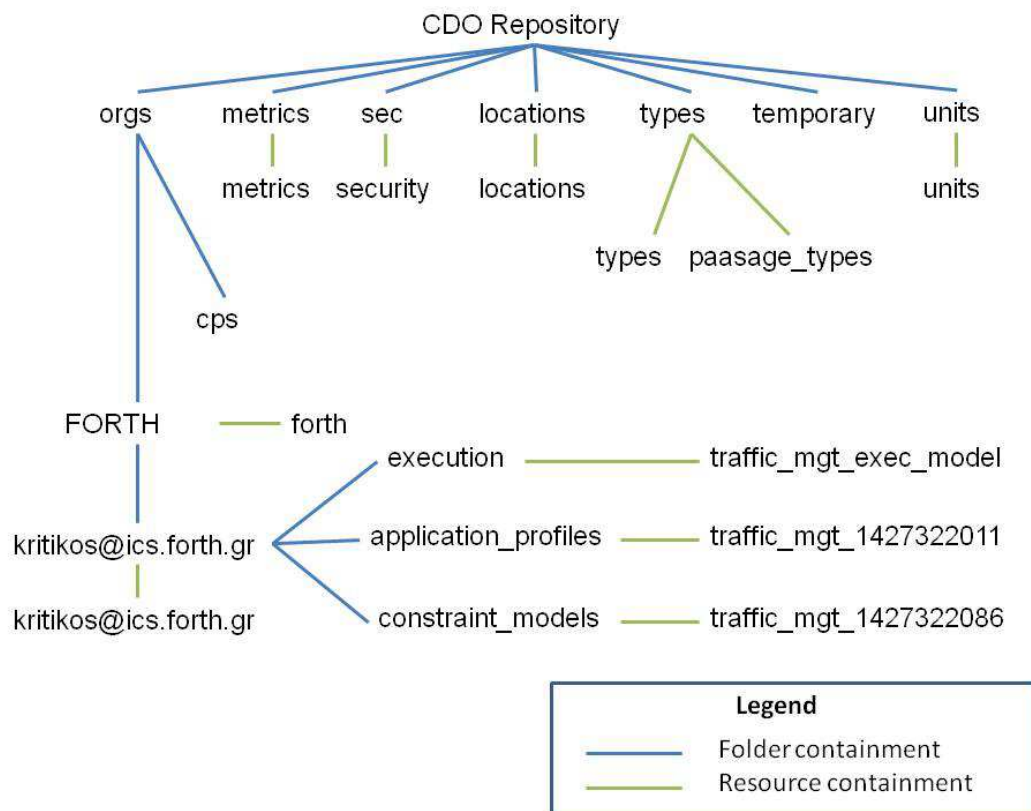 CDO Repository
orgs metrics sec locations types temporary units
metrics security locations units
types paasage_types
cps
FORTH forth
execution traffic_mgt_exec_model
kritikos@ics.forth.gr application_profiles traffic_mgt_1427322011
kritikos@ics.forth.gr constraint_models traffic_mgt_1427322086
Legend
Folder containment
Resource containment